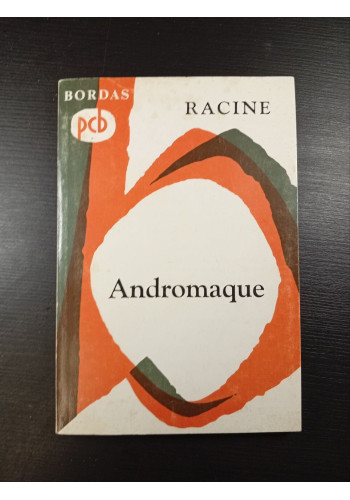 BORDAS
pcb
RACINE
Andromaque